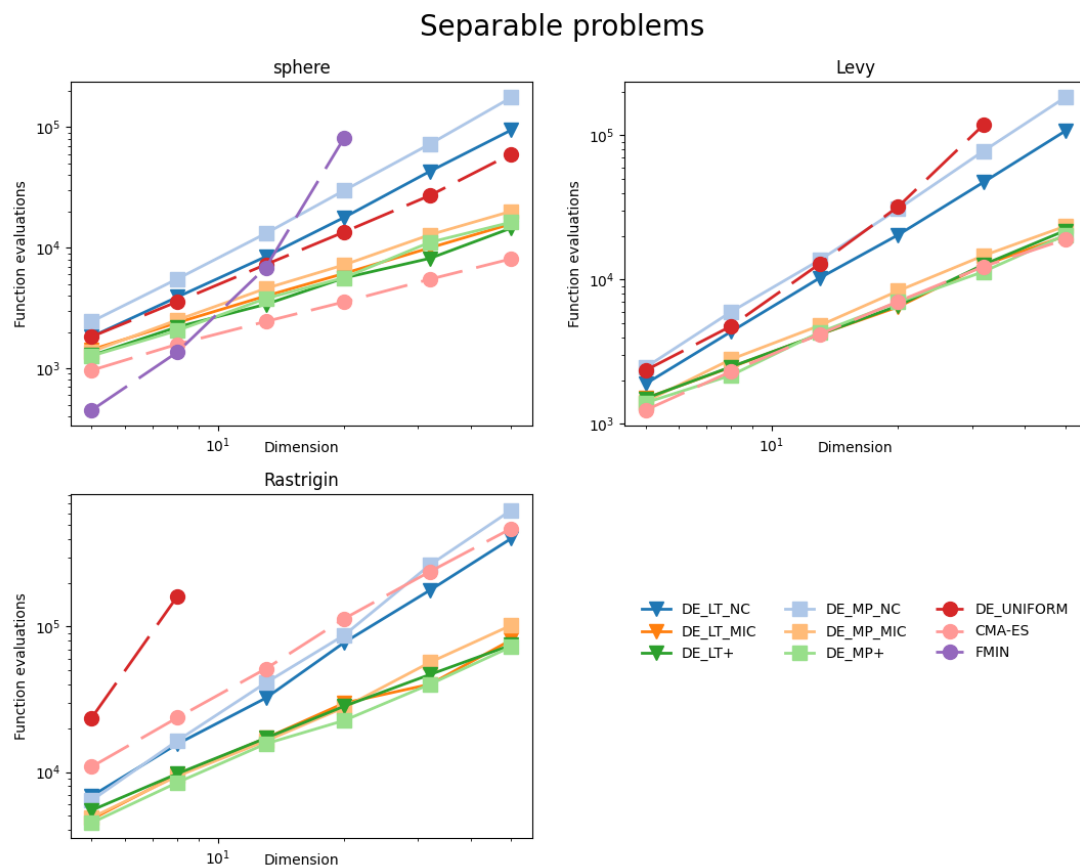 Separable problems
sphere
Function evaluations
10^5
10^4
10^3
10^1
Dimension
Levy
Function evaluations
10^5
10^4
10^3
10^1
Dimension
Rastrigin
Function evaluations
10^5
10^4
10^1
Dimension
DE_LT_NC
DE_LT_MIC
DE_LT+
DE_MP_NC
DE_MP_MIC
DE_MP+
DE_UNIFORM
CMA-ES
FMIN